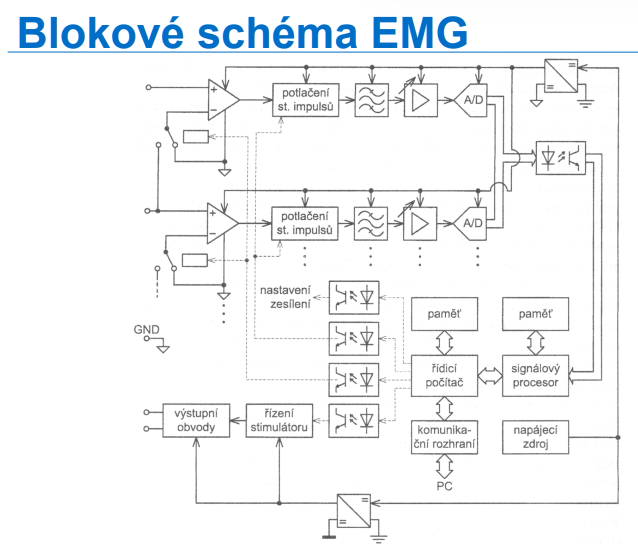 Blokové schéma EMG
+
−
potlačení
st. impulsů
A/D
=
=
+
−
potlačení
st. impulsů
A/D
nastavení
zesílení
GND
paměť
paměť
řídicí
počítač
signálový
procesor
výstupní
obvody
řízení
stimulátoru
komunika-
ční rozhraní
napájecí
zdroj
PC
=
=